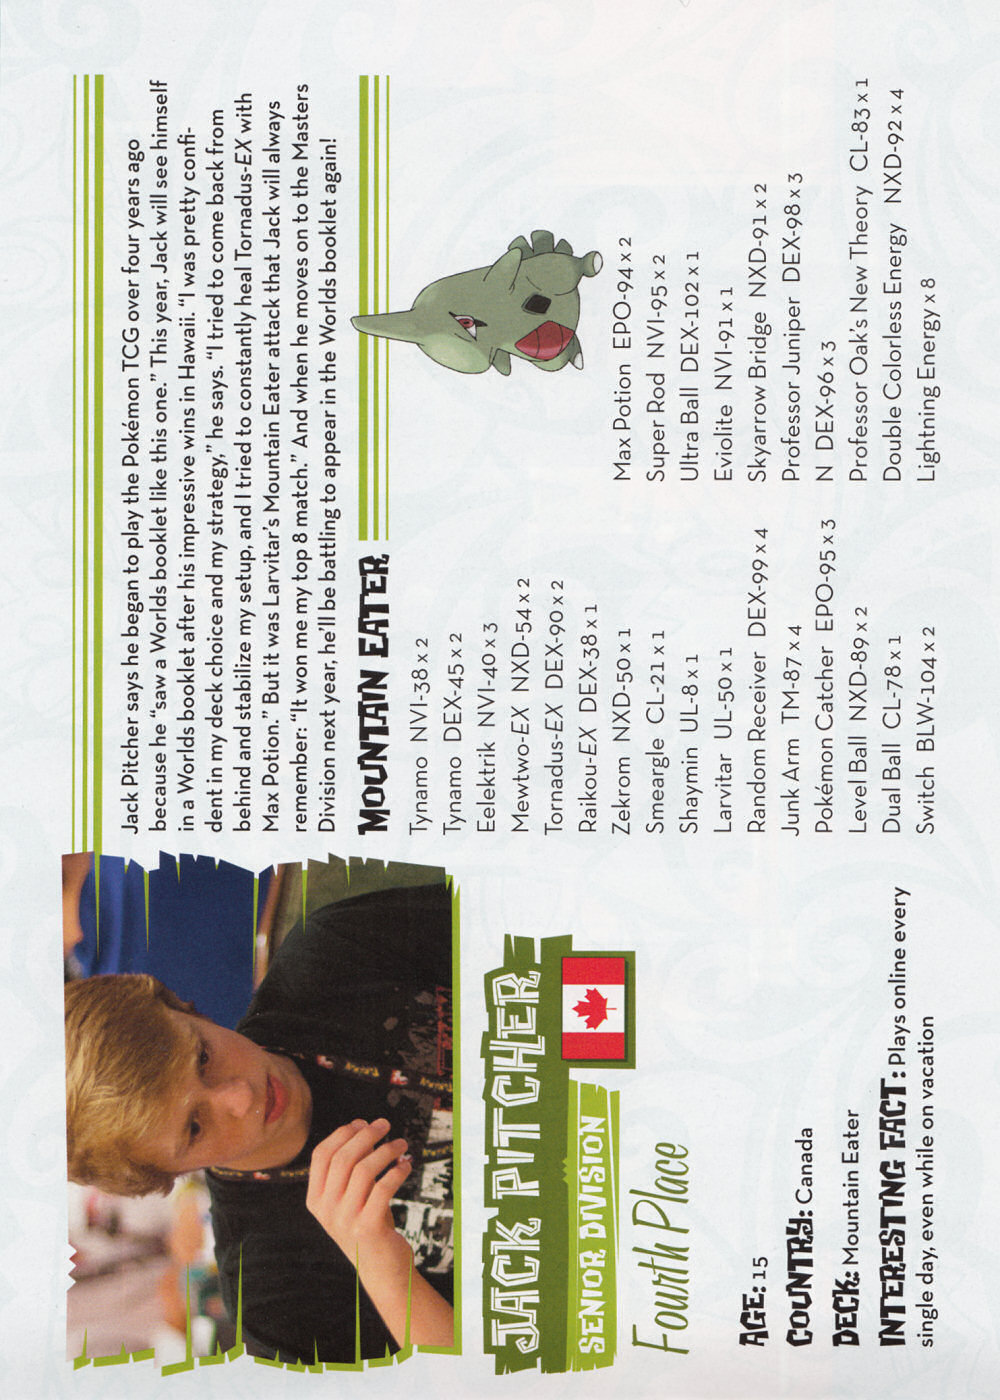 Jack Pitcher says he began to play the Pokémon TCG over four years ago
because he “saw a Worlds booklet like this one.” This year, Jack will see himself
in a Worlds booklet after his impressive wins in Hawaii. “I was pretty confi-
dent in my deck choice and my strategy,” he says. “I tried to come back from
behind and stabilize my setup, and I tried to constantly heal Tornadus-EX with
Max Potion.” But it was Larvitar’s Mountain Eater attack that Jack will always
remember: “It won me my top 8 match.” And when he moves on to the Masters
Division next year, he’ll be battling to appear in the Worlds booklet again!
JACK PITCHER
SENIOR DIVISION
Fourth Place
AGE: 15
COUNTRY: Canada
DECK: Mountain Eater
INTERESTING FACT: Plays online every
single day, even while on vacation
MOUNTAIN EATER
Tynamo NVI-38 x 2
Tynamo DEX-45 x 2
Eelektrik NVI-40 x 3
Mewtwo-EX NXD-54 x 2
Tornadus-EX DEX-90 x 2
Raikou-EX DEX-38 x 1
Zekrom NXD-50 x 1
Smeargle CL-21 x 1
Shaymin UL-8 x 1
Larvitar UL-50 x 1
Random Receiver DEX-99 x 4
Junk Arm TM-87 x 4
Pokémon Catcher EPO-95 x 3
Level Ball NXD-89 x 2
Dual Ball CL-78 x 1
Switch BLW-104 x 2
Max Potion EPO-94 x 2
Super Rod NVI-95 x 2
Ultra Ball DEX-102 x 1
Eviolite NVI-91 x 1
Skyarrow Bridge NXD-91 x 2
Professor Juniper DEX-98 x 3
N DEX-96 x 3
Professor Oak’s New Theory CL-83 x 1
Double Colorless Energy NXD-92 x 4
Lightning Energy x 8